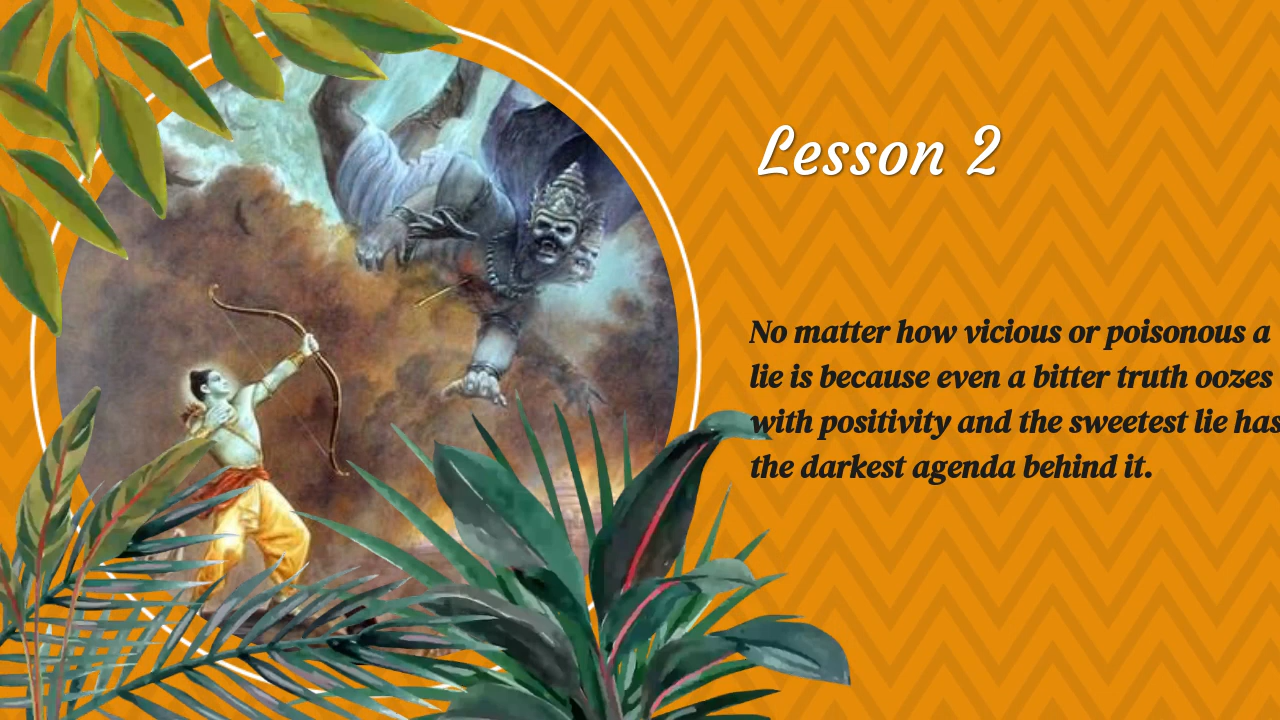 Lesson 2
No matter how vicious or poisonous a
lie is because even a bitter truth oozes
with positivity and the sweetest lie has
the darkest agenda behind it.